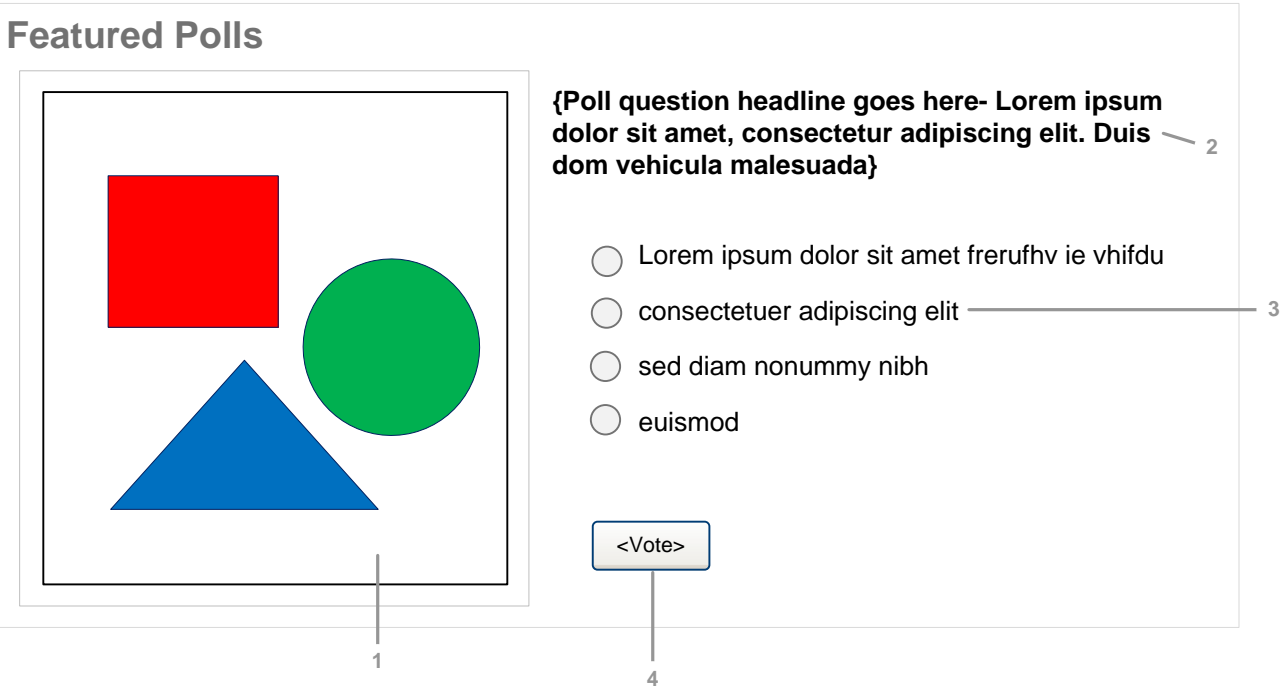 Featured Polls
{Poll question headline goes here- Lorem ipsum
dolor sit amet, consectetur adipiscing elit. Duis
dom vehicula malesuada}
2
Lorem ipsum dolor sit amet frerufhv ie vhifdu
consectetuer adipiscing elit
3
sed diam nonummy nibh
euismod
<Vote>
1
4